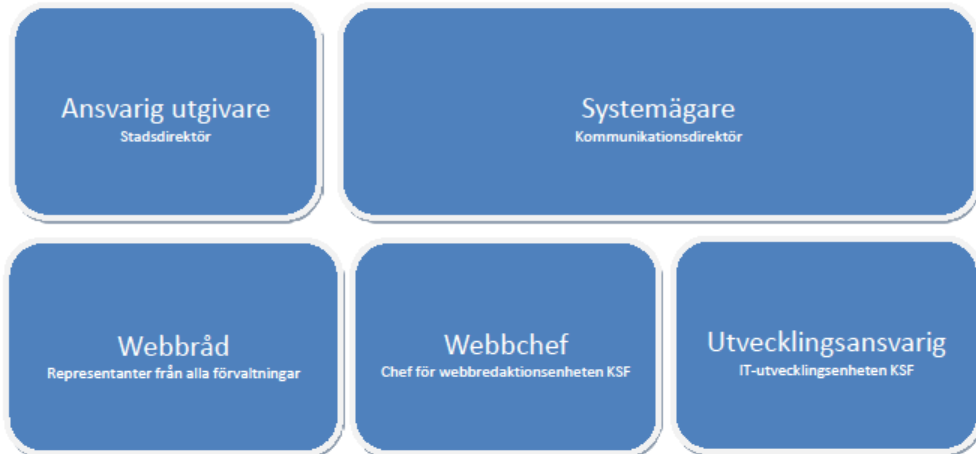 Ansvarig utgivare
Stadsdirektör
Systemägare
Kommunikationsdirektör
Webbråd
Representanter från alla förvaltningar
Webbchef
Chef för webbredaktionsenheten KSF
Utvecklingsansvarig
IT-utvecklingsenheten KSF